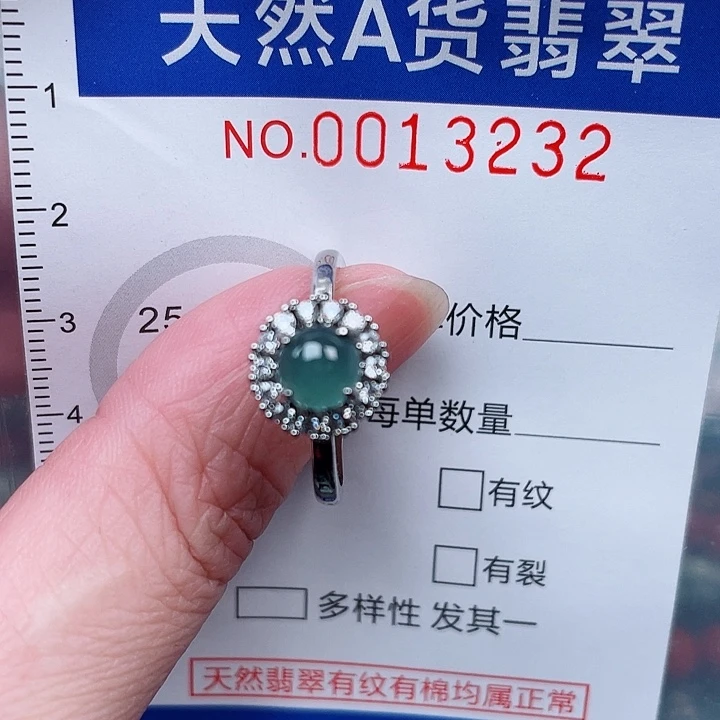 天然A货翡翠
1
NO.0013232
2
3
25
价格
4
每单数量
有纹
有裂
多样性 发其一
天然翡翠有纹有棉均属正常